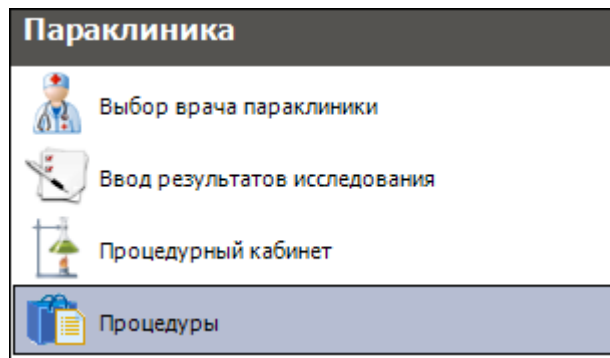 Параклиника
Выбор врача параклиники
Ввод результатов исследования
Процедурный кабинет
Процедуры